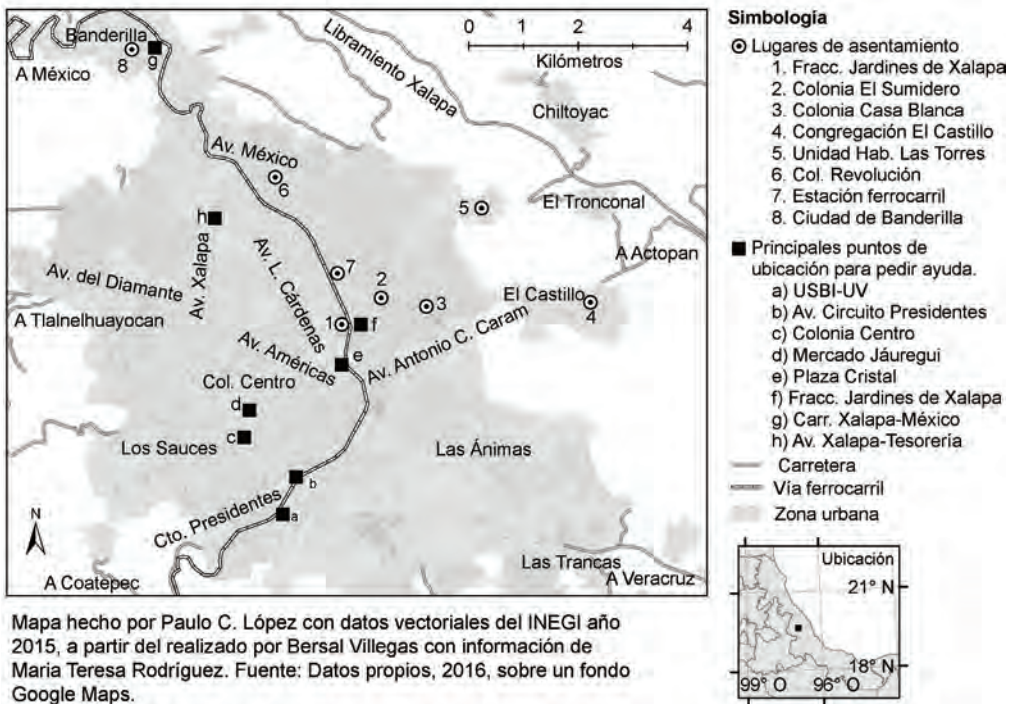 Banderilla
8
g
A México
Libramiento Xalapa
0 2 4
Kilómetros
Chiltoyac
Av. México
6
h
5
El Tronconal
A Actopan
Av. Xalapa
Av. L. Cárdenas
Av. del Diamante
7
2
3
El Castillo
4
A Tlalnelhuayocan
1
f
Av. Américas
e
Av. Antonio C. Caram
Col. Centro
d
c
Los Sauces
Las Ánimas
b
Cto. Presidentes
a
N
A Coatepec
Las Trancas
A Veracruz
Simbología
Lugares de asentamiento
1. Fracc. Jardines de Xalapa
2. Colonia El Sumidero
3. Colonia Casa Blanca
4. Congregación El Castillo
5. Unidad Hab. Las Torres
6. Col. Revolución
7. Estación ferrocarril
8. Ciudad de Banderilla
Principales puntos de
ubicación para pedir ayuda.
a) USBI-UV
b) Av. Circuito Presidentes
c) Colonia Centro
d) Mercado Jáuregui
e) Plaza Cristal
f) Fracc. Jardines de Xalapa
g) Carr. Xalapa-México
h) Av. Xalapa-Tesorería
Carretera
Vía ferrocarril
Zona urbana
Ubicación
21° N
18° N
99° O 96° O
Mapa hecho por Paulo C. López con datos vectoriales del INEGI año
2015, a partir del realizado por Bersal Villegas con información de
María Teresa Rodríguez. Fuente: Datos propios, 2016, sobre un fondo
Google Maps.